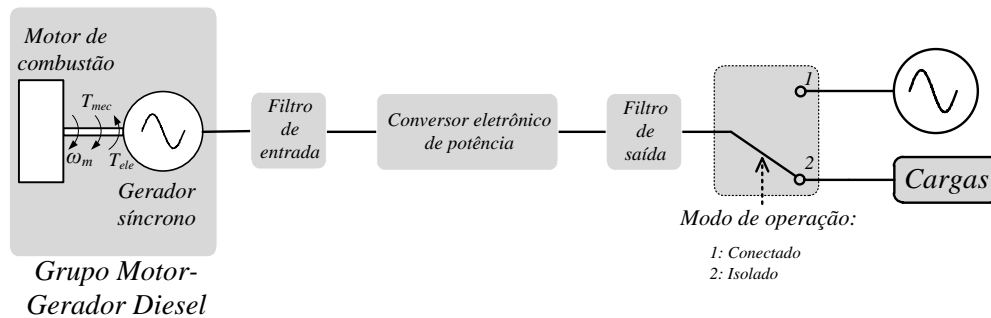 Motor de
combustão
T_mec
ω_m
T_ele
Gerador
síncrono
Grupo Motor-
Gerador Diesel
Filtro
de
entrada
Conversor eletrônico
de potência
Filtro
de
saída
1
2
Modo de operação:
1: Conectado
2: Isolado
Cargas